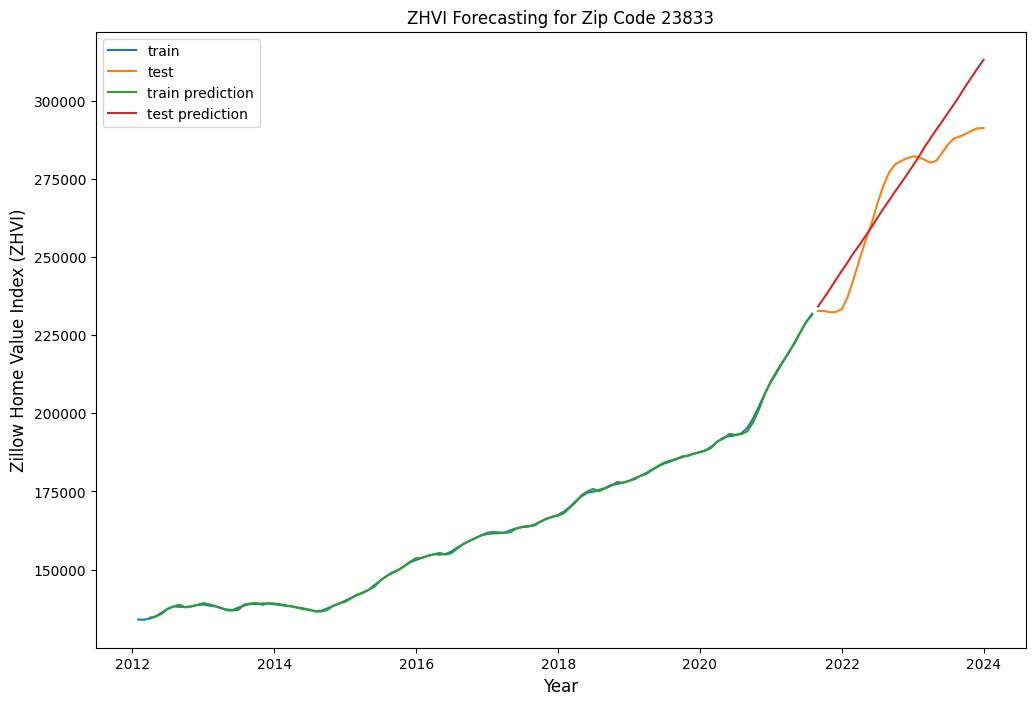 ZHVI Forecasting for Zip Code 23833
train
test
train prediction
test prediction
Zillow Home Value Index (ZHVI)
300000
275000
250000
225000
200000
175000
150000
2012
2014
2016
2018
2020
2022
2024
Year